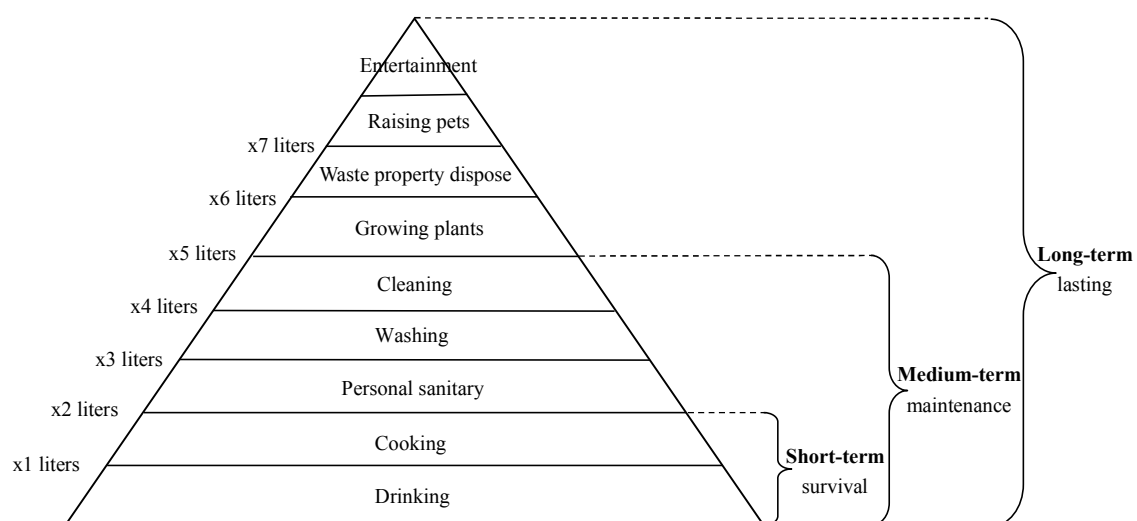 Entertainment
Raising pets
x7 liters
Waste property dispose
x6 liters
Growing plants
x5 liters
Long-term
lasting
Cleaning
x4 liters
Washing
x3 liters
Medium-term
maintenance
Personal sanitary
x2 liters
Cooking
x1 liters
Short-term
survival
Drinking